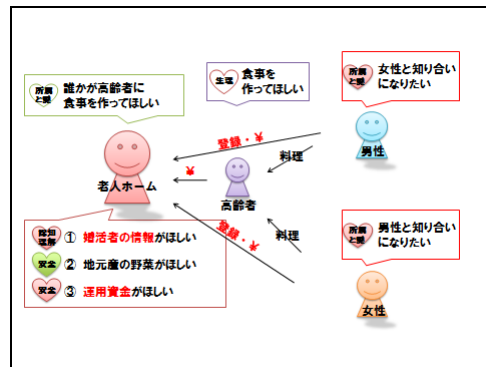 所属と愛
誰かが高齢者に
食事を作ってほしい
生理
食事を
作ってほしい
所属と愛
女性と知り合い
になりたい
登録・¥
男性
料理
¥
老人ホーム
高齢者
登録・¥
料理
認知理解
① 婚活者の情報がほしい
安全
② 地元産の野菜がほしい
安全
③ 運用資金がほしい
所属と愛
男性と知り合い
になりたい
女性